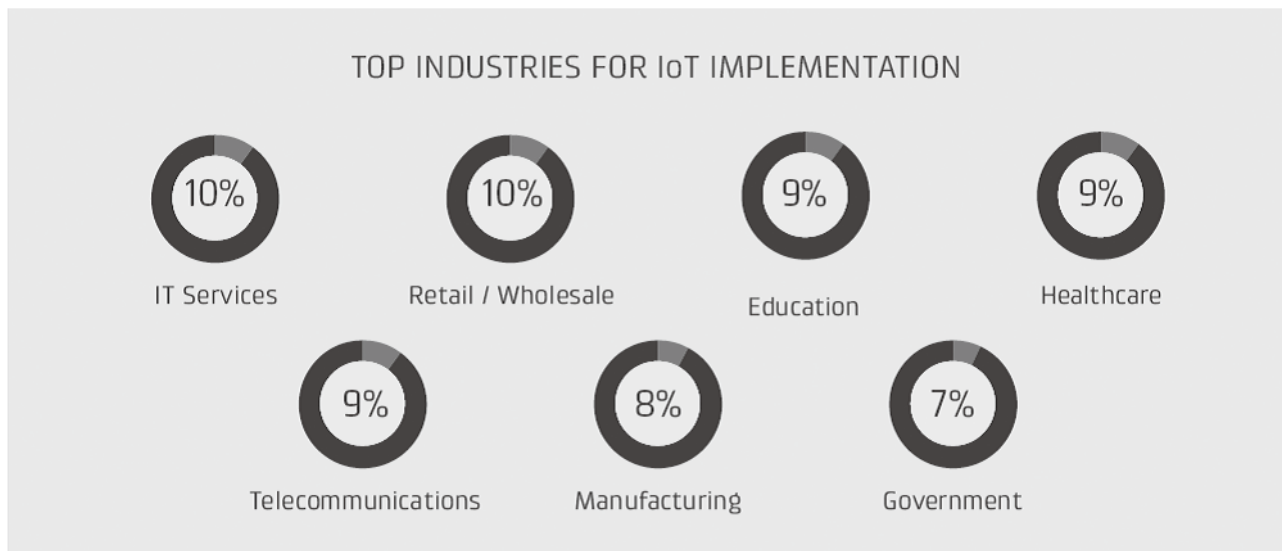 TOP INDUSTRIES FOR IoT IMPLEMENTATION
10%
10%
9%
9%
IT Services
Retail / Wholesale
Education
Healthcare
9%
8%
7%
Telecommunications
Manufacturing
Government